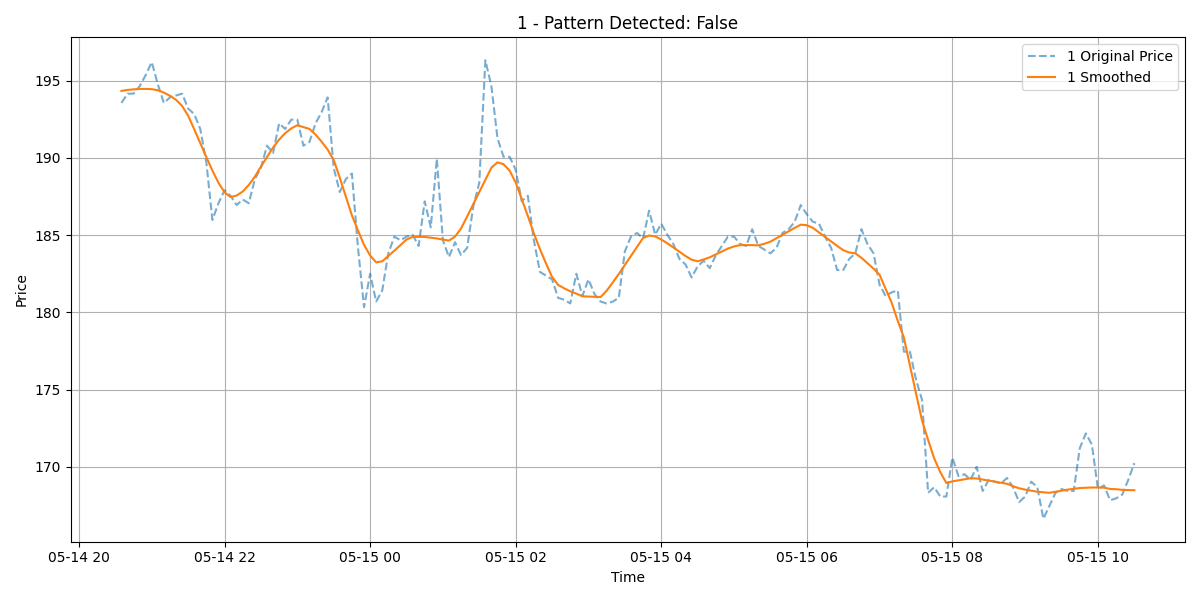 1 - Pattern Detected: False
1 Original Price
1 Smoothed
195
190
185
180
175
170
Price
05-14 20 05-14 22 05-15 00 05-15 02 05-15 04 05-15 06 05-15 08 05-15 10
Time